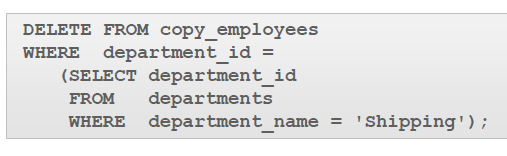 DELETE FROM copy_employees
WHERE department_id =
(SELECT department_id
FROM departments
WHERE department_name = 'Shipping');